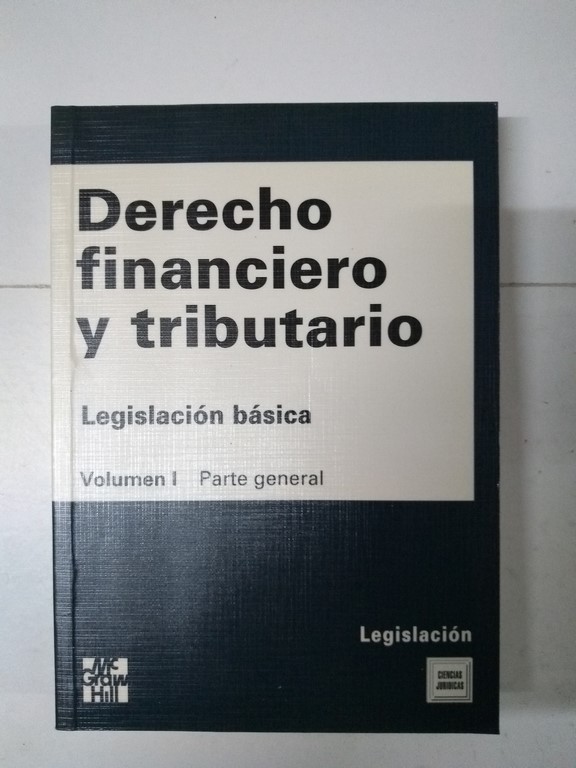 Derecho
financiero
y tributario
Legislación básica
Volumen I Parte general
Legislación
Mc
Graw
Hill
CIENCIAS
JURIDICAS